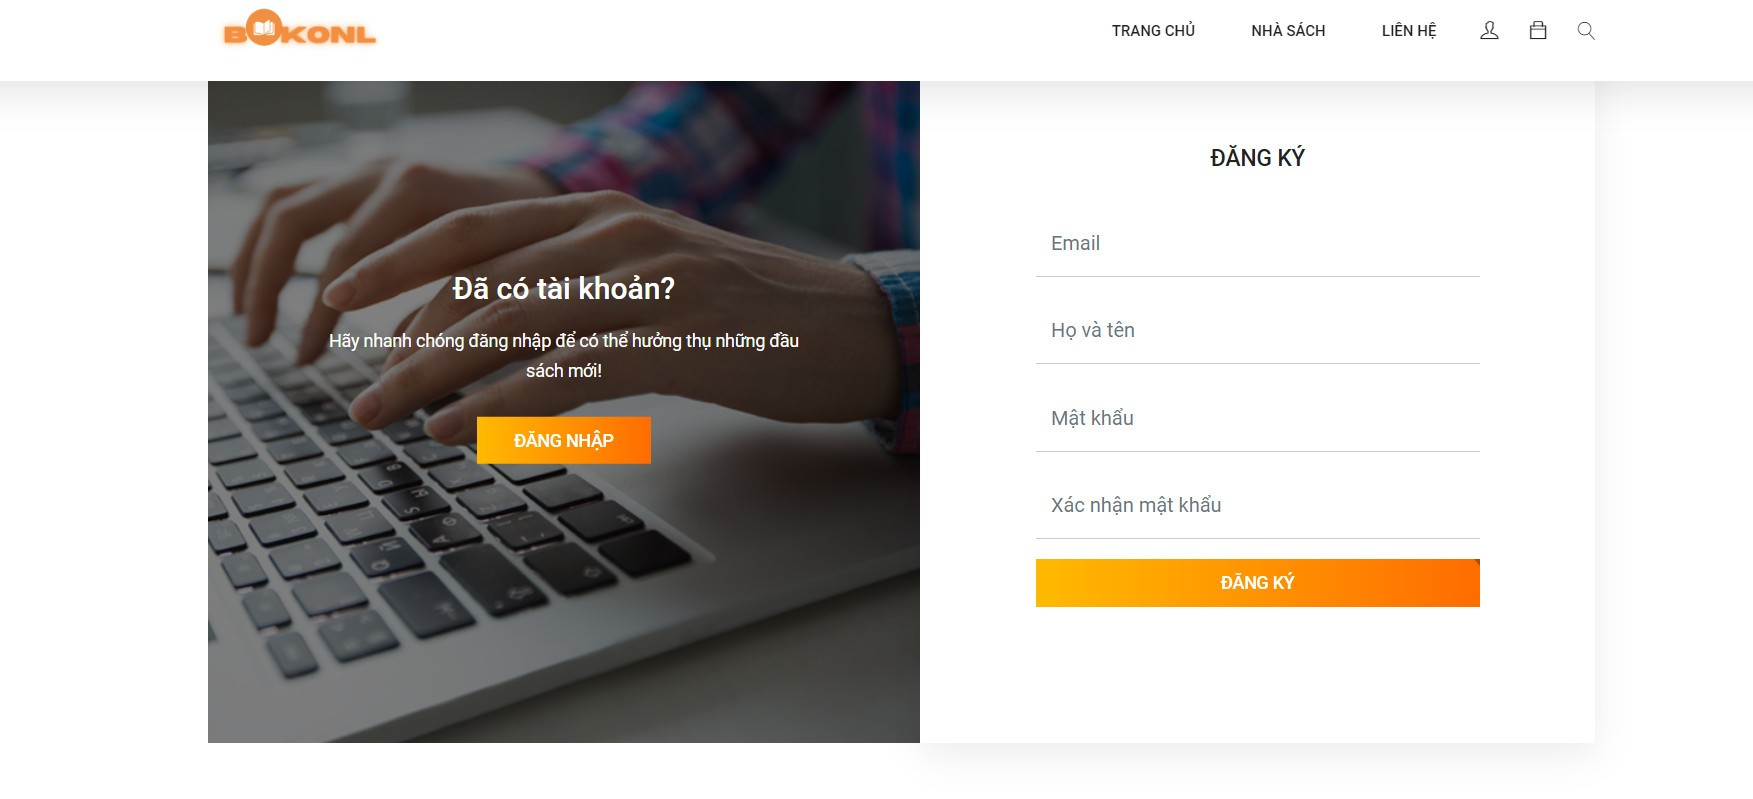 BOOKONL
TRANG CHỦ NHÀ SÁCH LIÊN HỆ
Đã có tài khoản?
Hãy nhanh chóng đăng nhập để có thể hưởng thụ những đầu
sách mới!
ĐĂNG NHẬP
ĐĂNG KÝ
Email
Họ và tên
Mật khẩu
Xác nhận mật khẩu
ĐĂNG KÝ